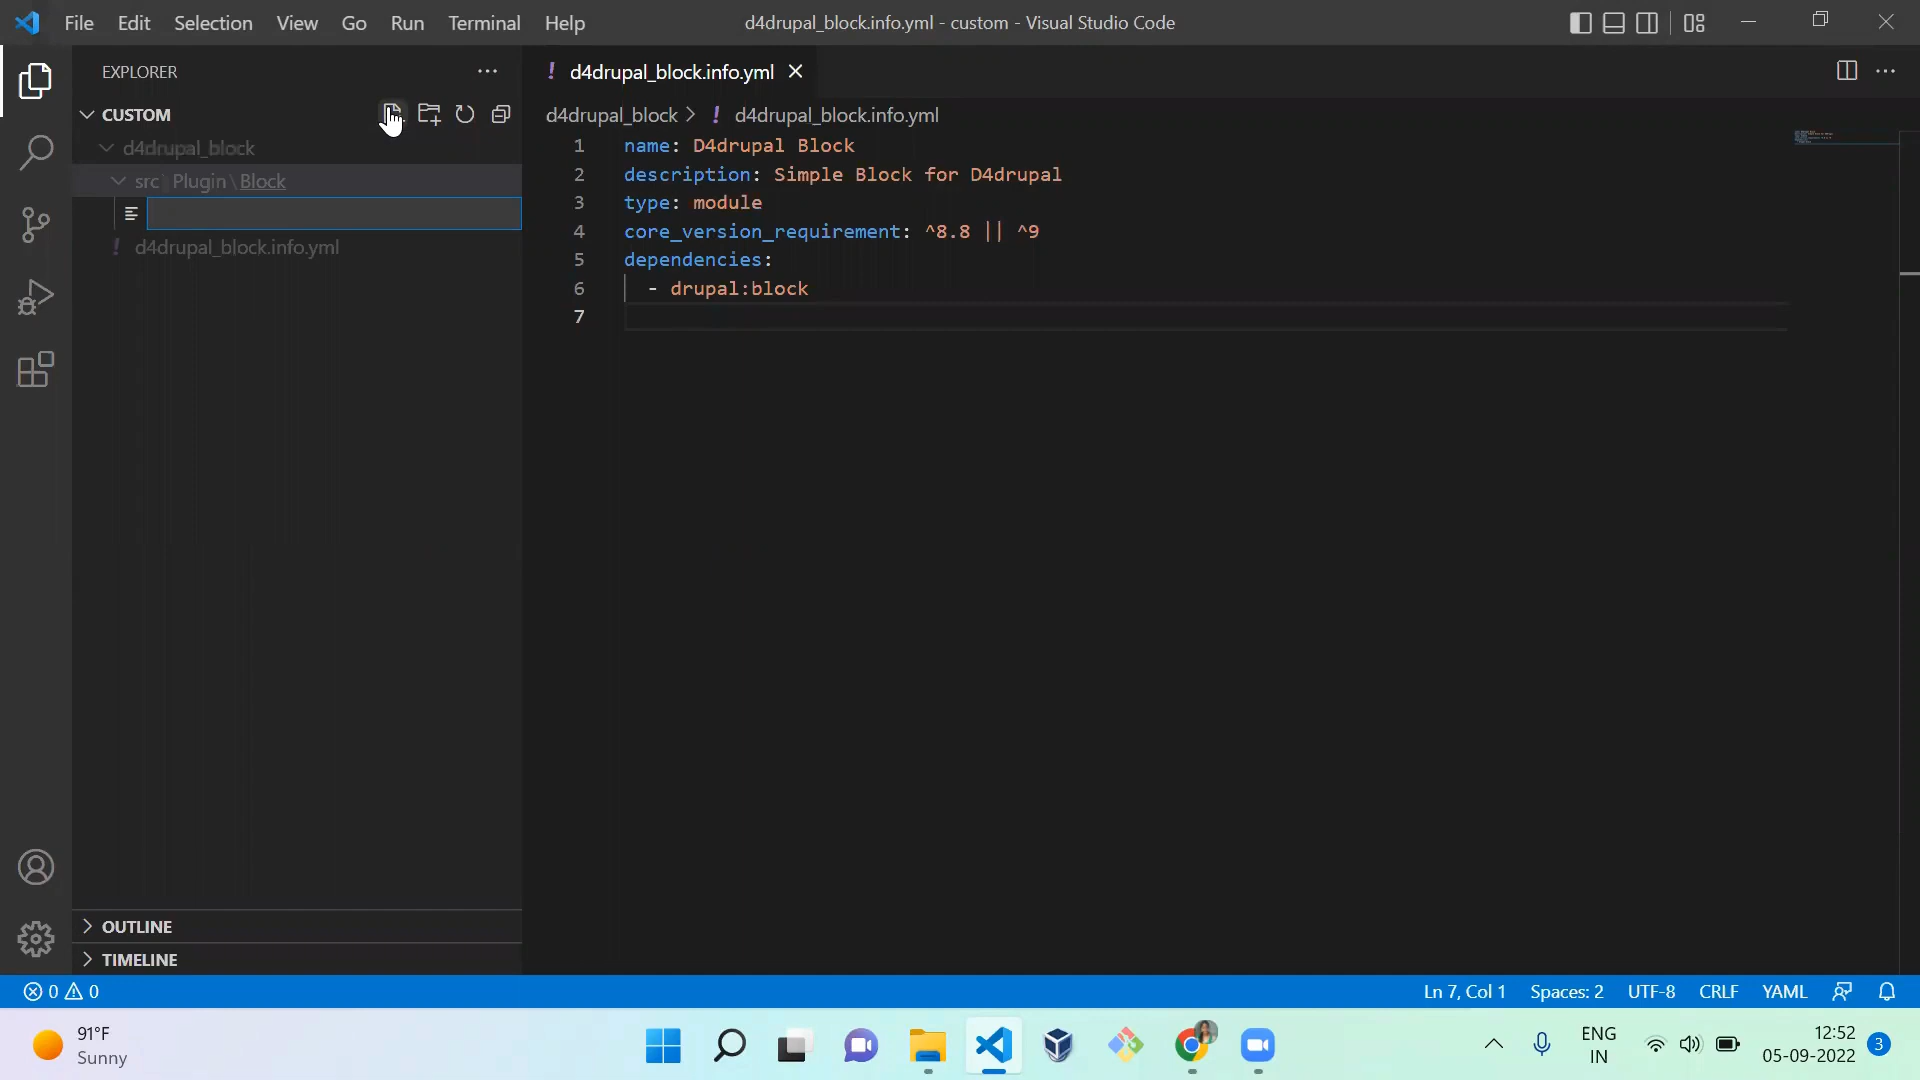 File Edit Selection View Go Run Terminal Help
d4drupal_block.info.yml - custom - Visual Studio Code
EXPLORER
d4drupal_block.info.yml
CUSTOM
d4drupal_block > ! d4drupal_block.info.yml
d4drupal_block
src \ Plugin \ Block
! d4drupal_block.info.yml
1 name: D4drupal Block
2 description: Simple Block for D4drupal
3 type: module
4 core_version_requirement: ^8.8 || ^9
5 dependencies:
6 - drupal:block
7
OUTLINE
TIMELINE
0 0
Ln 7, Col 1 Spaces: 2 UTF-8 CRLF YAML
91°F
Sunny
ENG
IN
12:52
05-09-2022
3